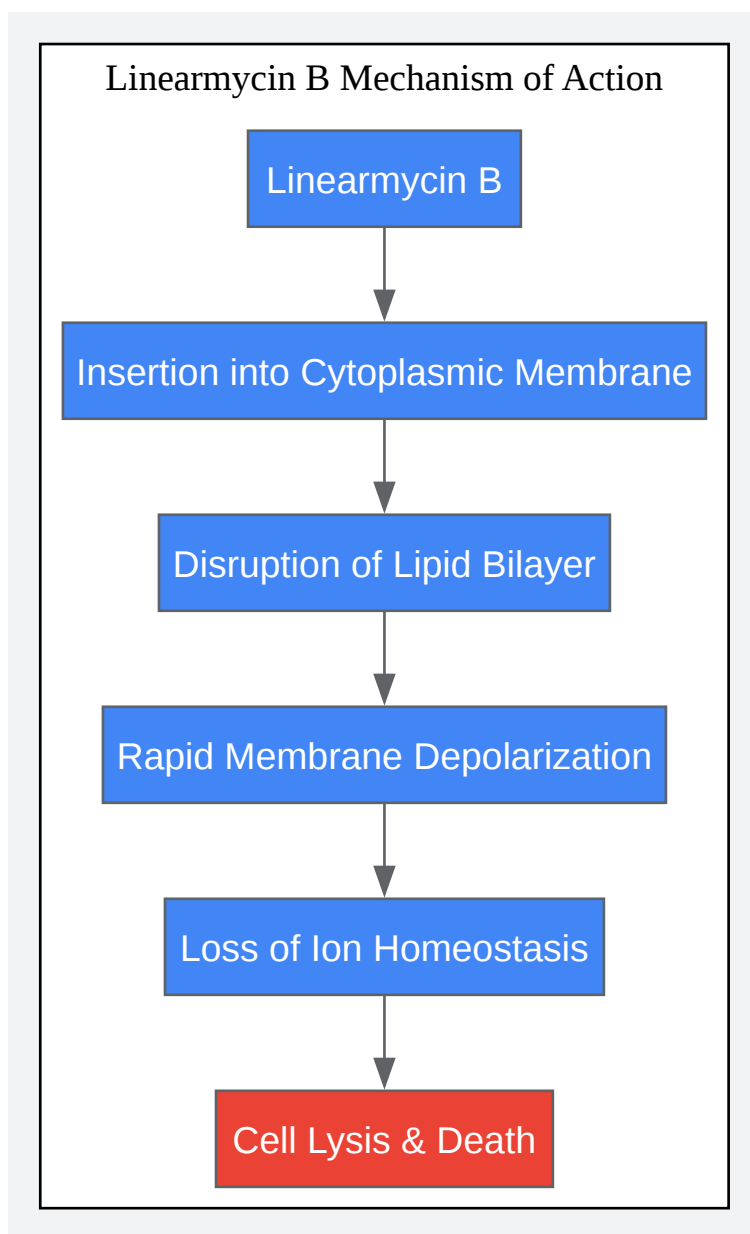 Linearmycin B Mechanism of Action
Linearmycin B
Insertion into Cytoplasmic Membrane
Disruption of Lipid Bilayer
Rapid Membrane Depolarization
Loss of Ion Homeostasis
Cell Lysis & Death